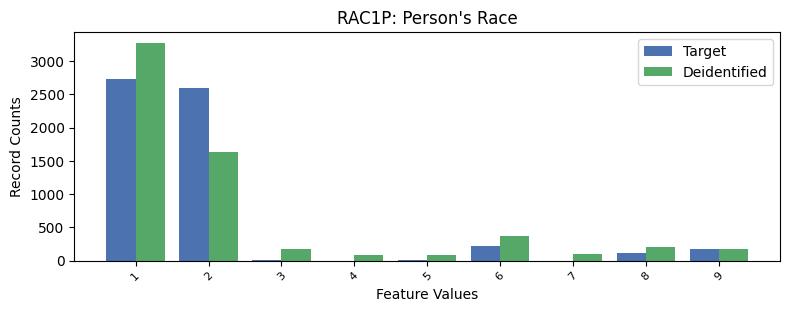 RAC1P: Person's Race
Target
Deidentified
Record Counts
3000
2500
2000
1500
1000
500
0
1 2 3 4 5 6 7 8 9
Feature Values